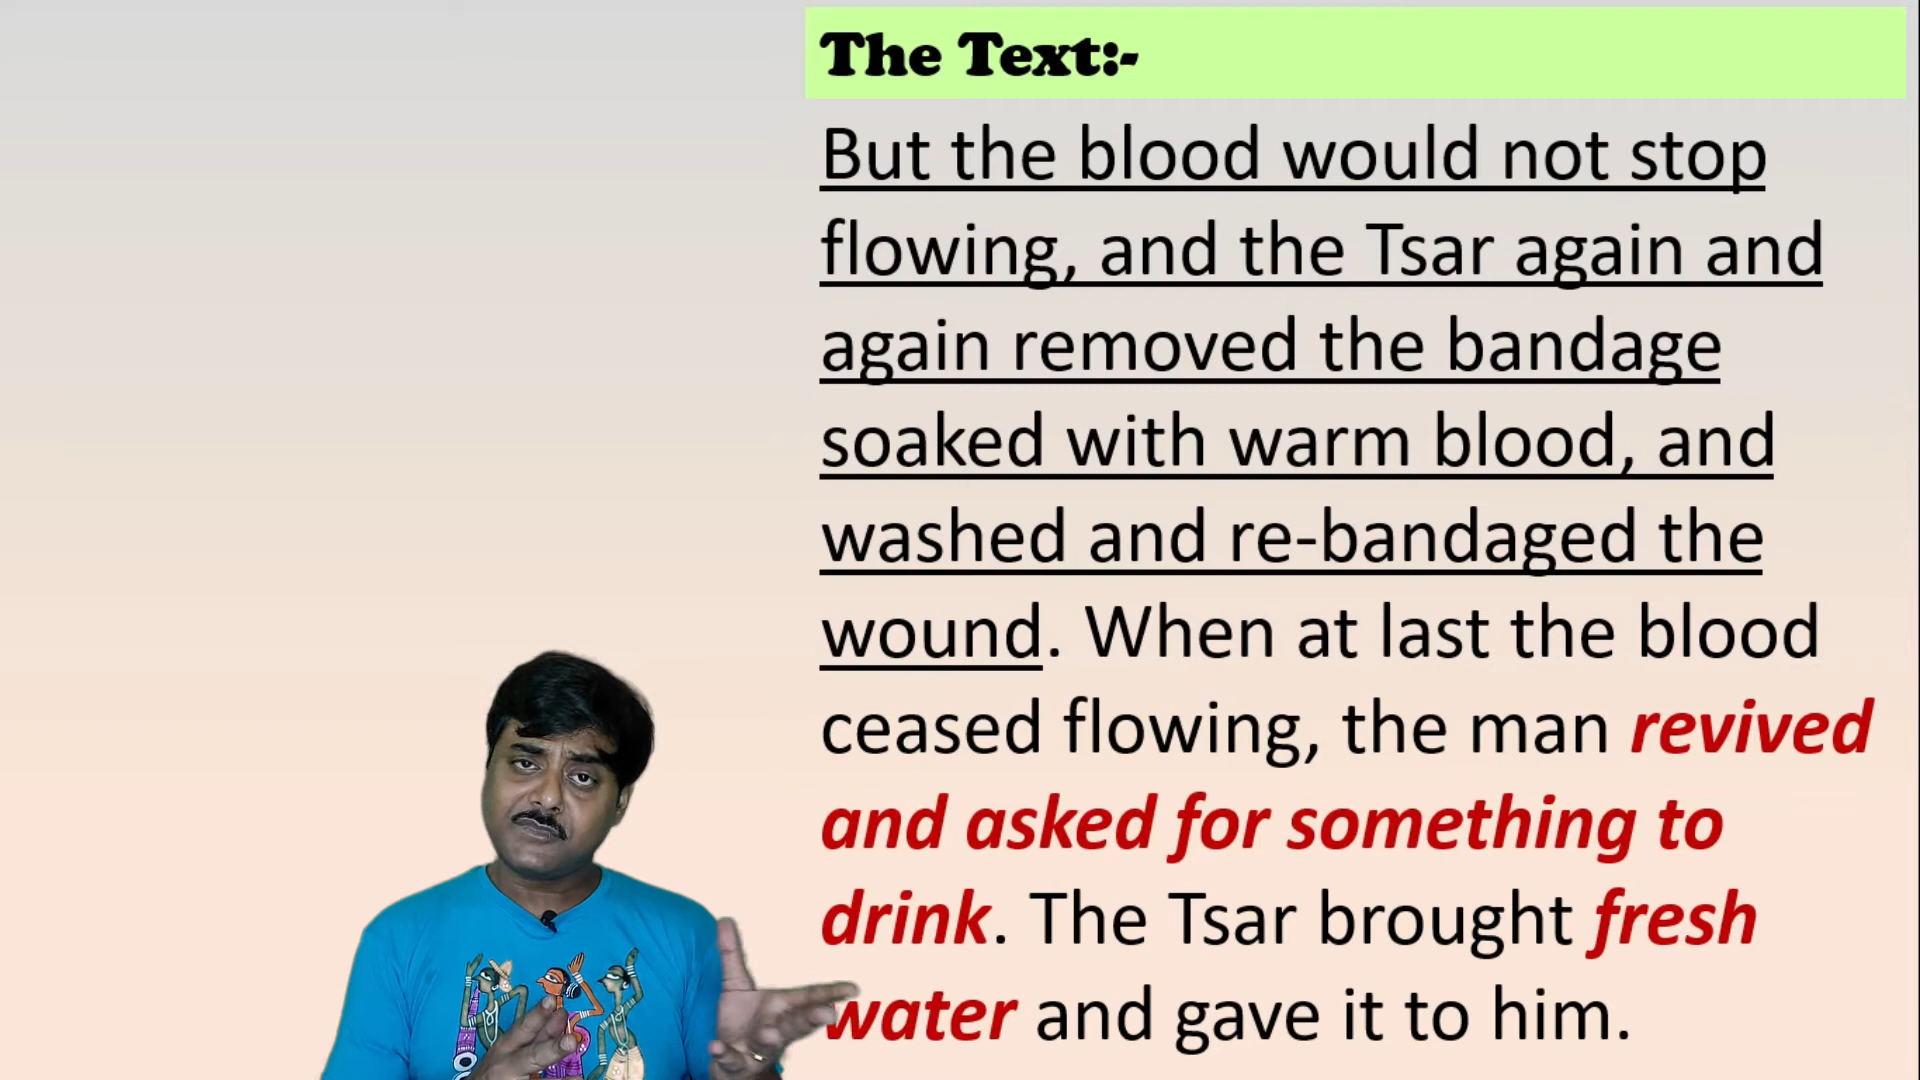 The Text:-
But the blood would not stop
flowing, and the Tsar again and
again removed the bandage
soaked with warm blood, and
washed and re-bandaged the
wound. When at last the blood
ceased flowing, the man revived
and asked for something to
drink. The Tsar brought fresh
water and gave it to him.